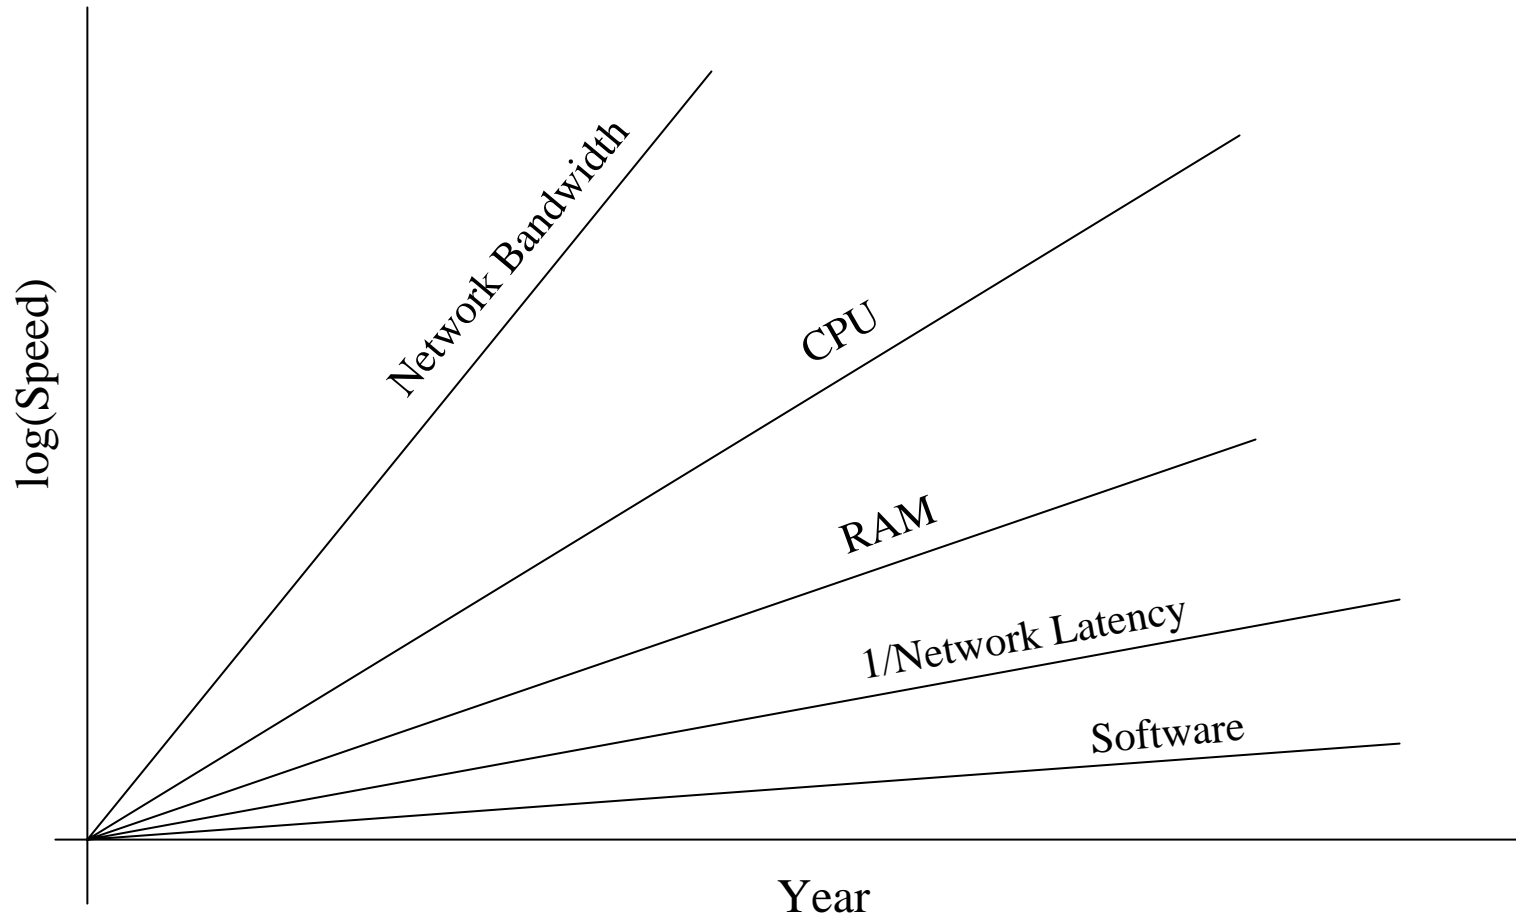 Network Bandwidth
CPU
log(Speed)
RAM
1/Network Latency
Software
Year